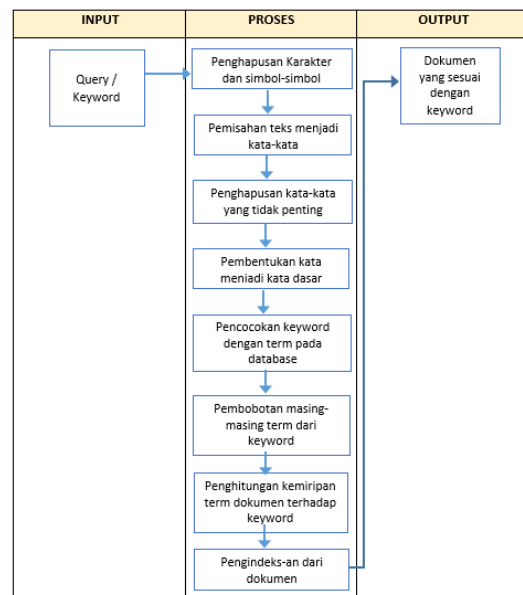 INPUT
PROSES
OUTPUT
Query /
Keyword
Penghapusan Karakter
dan simbol-simbol
Pemisahan teks menjadi
kata-kata
Penghapusan kata-kata
yang tidak penting
Pembentukan kata
meniadi kata dasar
Pencocokan keyword
dengan term pada
database
Pembobotan masing-
masing term dari
keyword
Penghitungan kemiripan
term dokumen terhadap
keyword
Pengindeks-an dari
dokumen
Dokumen
yang sesuai
dengan
keyword